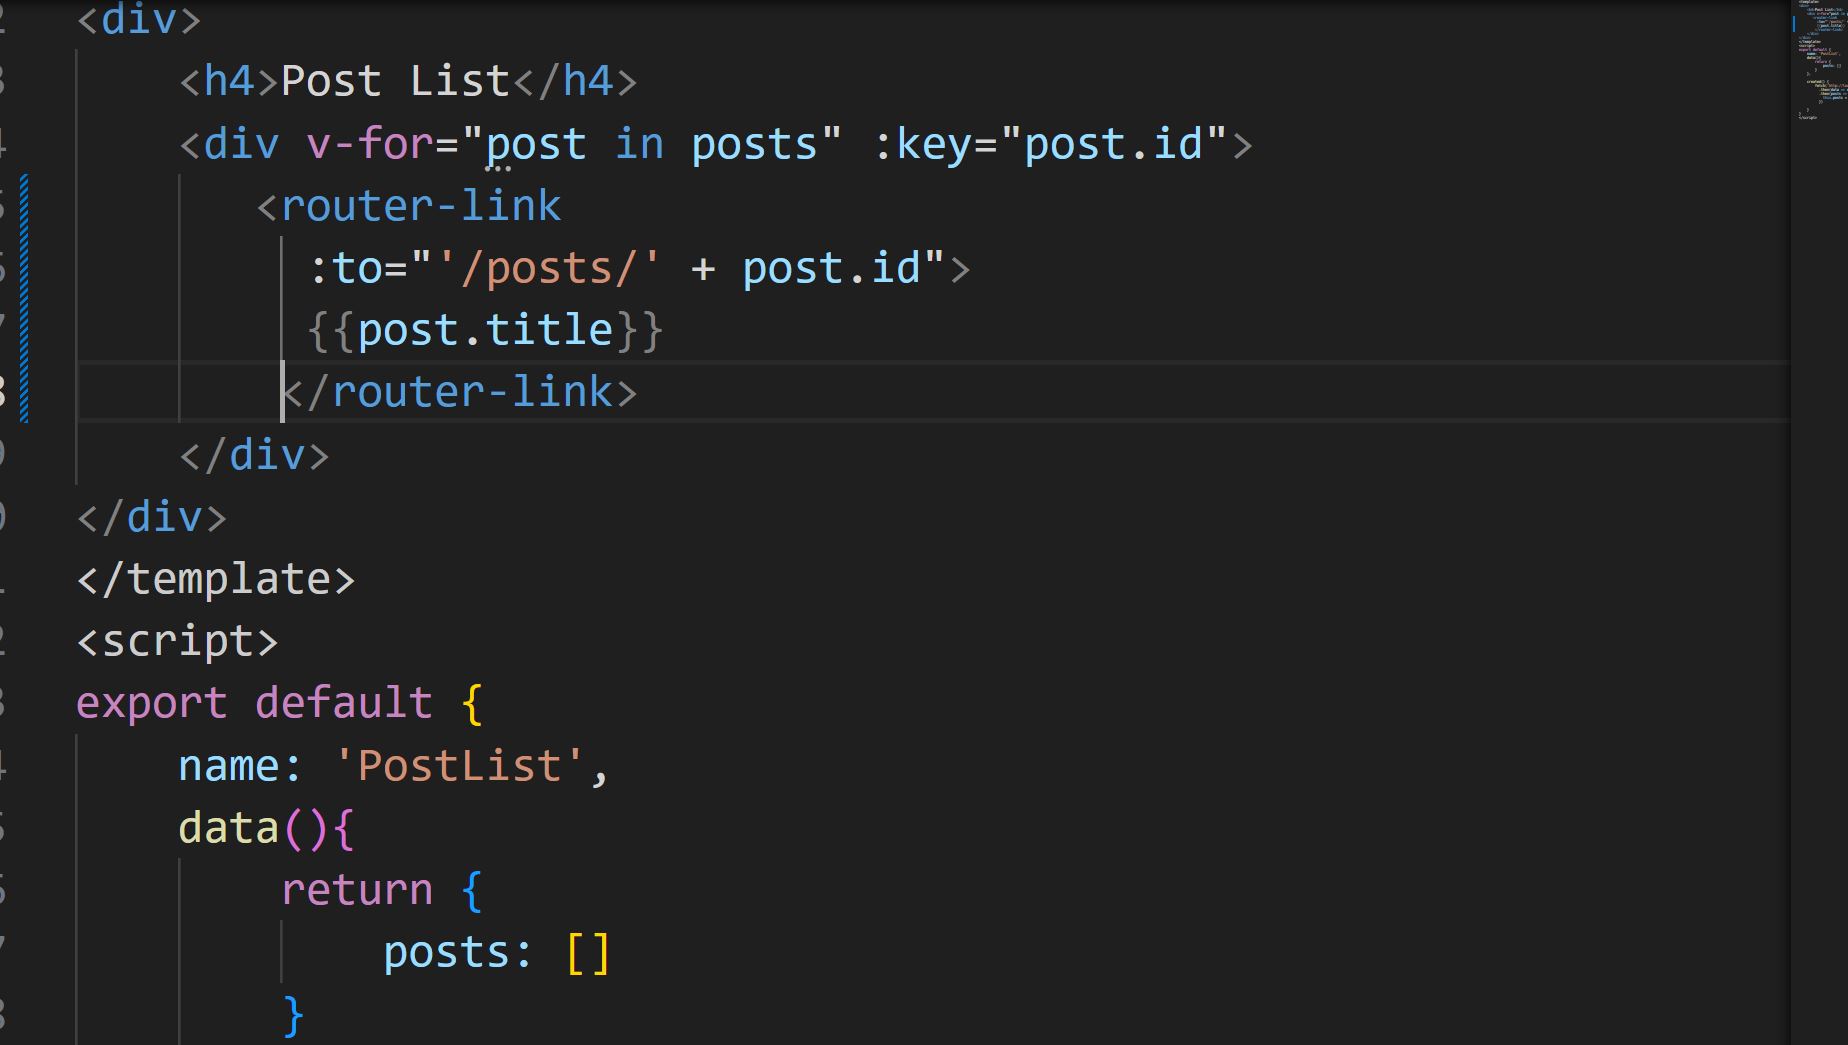 <div>
<h4>Post List</h4>
<div v-for="post in posts" :key="post.id">
<router-link
:to="'/posts/' + post.id">
{{post.title}}
</router-link>
</div>
</div>
</template>
<script>
export default {
name: 'PostList',
data(){
return {
posts: []
}